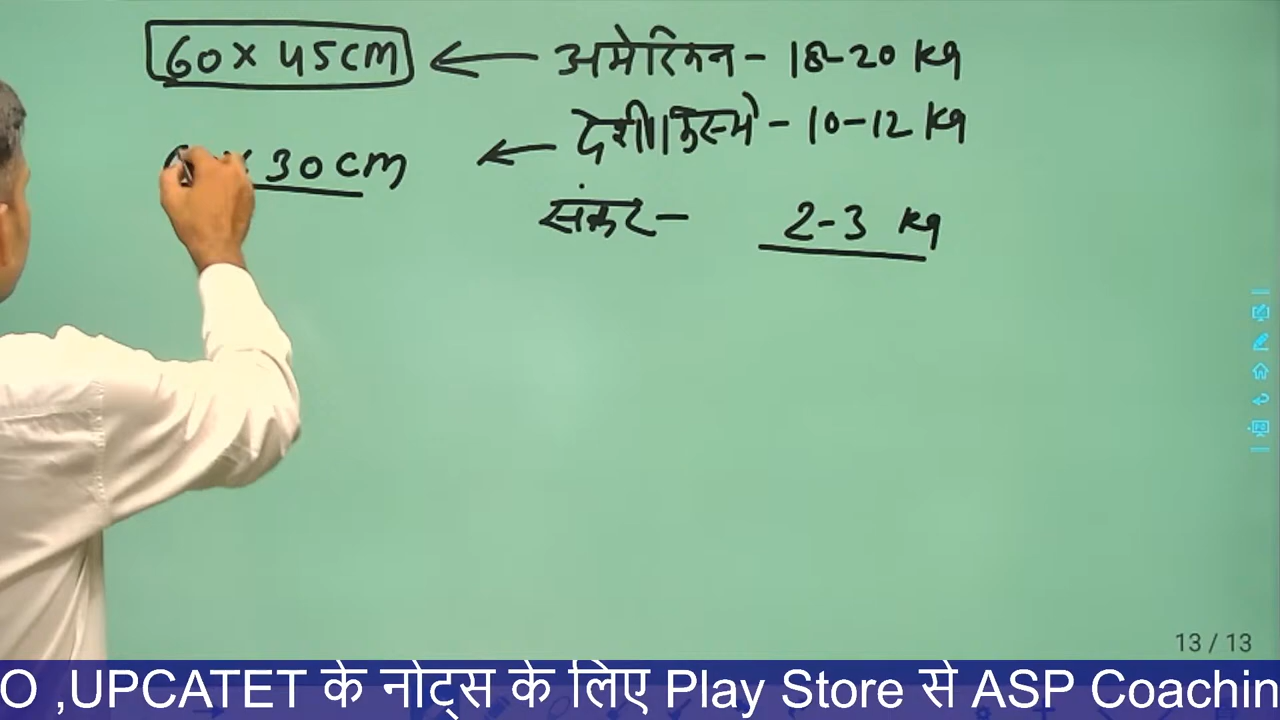 60 × 45 cm ← अमेरिकन - 18-20 kg
× 30 cm ← देशी किस्मे - 10-12 kg
संकर - 2-3 kg
13 / 13
O ,UPCATET के नोट्स के लिए Play Store से ASP Coachin